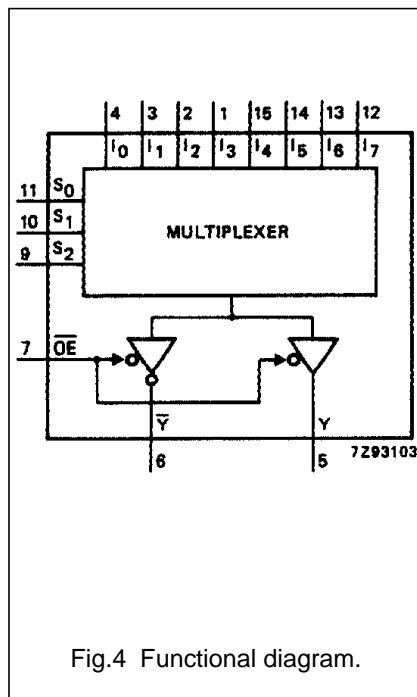 4 3 2 1 15 14 13 12
I0 I1 I2 I3 I4 I5 I6 I7
11 S0
10 S1
MULTIPLEXER
9 S2
7 OE
Y Y
7Z93103
6 5
Fig.4 Functional diagram.